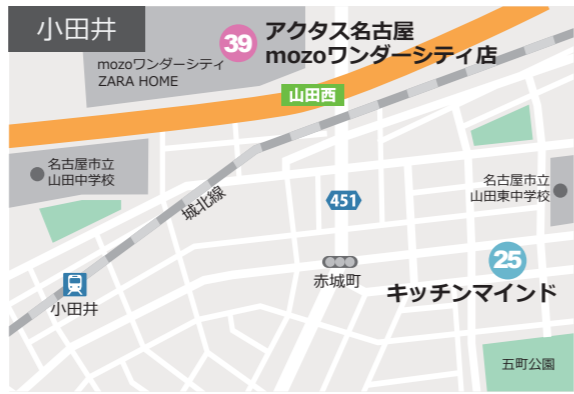 小田井
39
アクタス名古屋
mozoワンダーシティ店
mozoワンダーシティ
ZARA HOME
山田西
名古屋市立
山田中学校
城北線
451
名古屋市立
山田東中学校
25
キッチンマインド
赤城町
小田井
五町公園